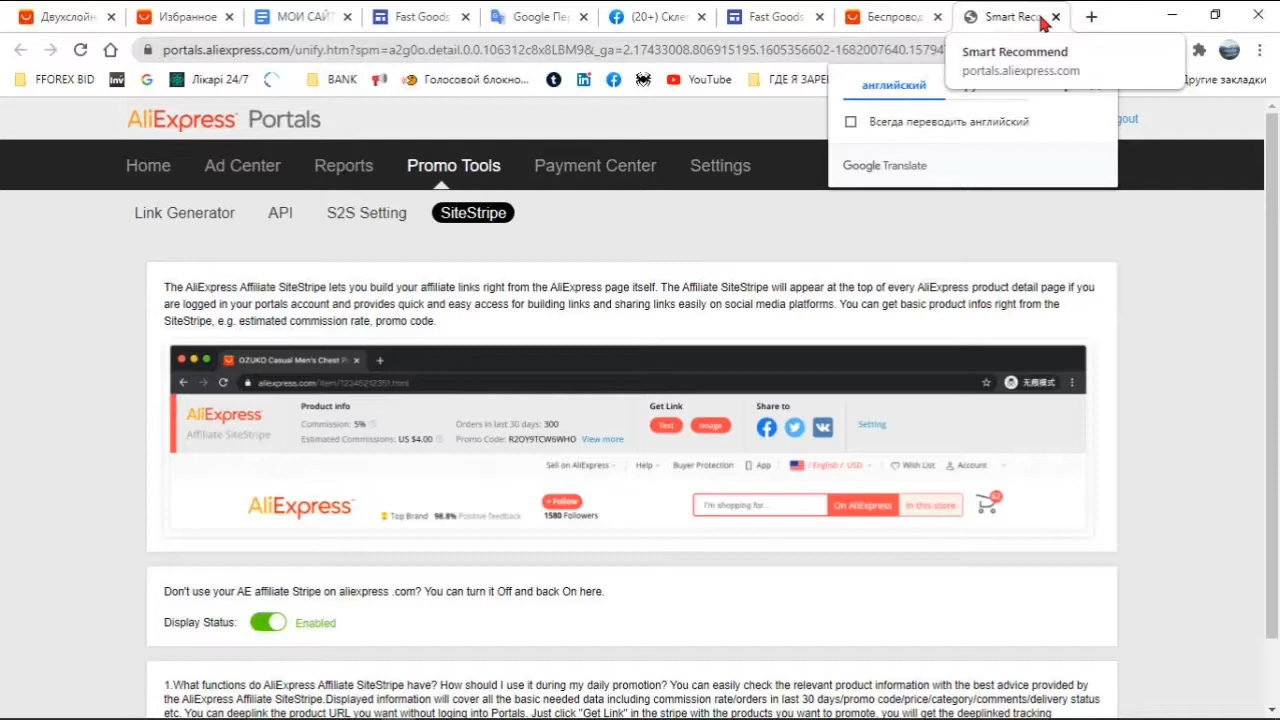 Двухслойн
Избранное
МОИ САЙТ
Fast Goods
Google Пе
(20+) Скле
Fast Goods
Беспровод
Smart Reco
portals.aliexpress.com/unify.htm?spm=a2g0o.detail.0.0.106312c8x8LBM9&_ga=2.17433008.806915195.1605356602-1682007640.15794
Smart Recommend
portals.aliexpress.com
FFOREX BID
Inv
Лікарі 24/7
BANK
Голосовой блокно...
YouTube
ГДЕ Я ЗАРЕ
Другие закладки
английский
Всегда переводить английский
Google Translate
AliExpress Portals
gout
Home Ad Center Reports Promo Tools Payment Center Settings
Link Generator API S2S Setting SiteStripe
The AliExpress Affiliate SiteStripe lets you build your affiliate links right from the AliExpress page itself. The Affiliate SiteStripe will appear at the top of every AliExpress product detail page if you
are logged in your portals account and provides quick and easy access for building links and sharing links easily on social media platforms. You can get basic product infos right from the
SiteStripe, e.g. estimated commission rate, promo code.
OZUKO Casual Men's Chest P
aliexpress.com/item/12345212351.html
无痕模式
AliExpress
Affiliate SiteStripe
Product info
Commission: 5%
Orders in last 30 days: 300
Estimated Commissions: US $4.00
Promo Code: R2OY9TCW6WHO View more
Get Link
Text Image
Share to
Setting
Sell on AliExpress Help Buyer Protection App / English / USD Wish List Account
AliExpress
Top Brand 98.8% Positive feedback
+ Follow
1580 Followers
I'm shopping for...
On AliExpress In this store
Don't use your AE affiliate Stripe on aliexpress .com? You can turn it Off and back On here.
Display Status: Enabled
1.What functions do AliExpress Affiliate SiteStripe have? How should I use it during my daily promotion? You can easily check the relevant product information with the best advice provided by
the AliExpress Affiliate SiteStripe.Displayed information will cover all the basic needed data including commission rate/orders in last 30 days/promo code/price/category/comments/delivery status
etc. You can deeplink the product URL you want without loging into Portals. Just click "Get Link" in the stripe with the products you want to promote, you will get the deeplinked tracking